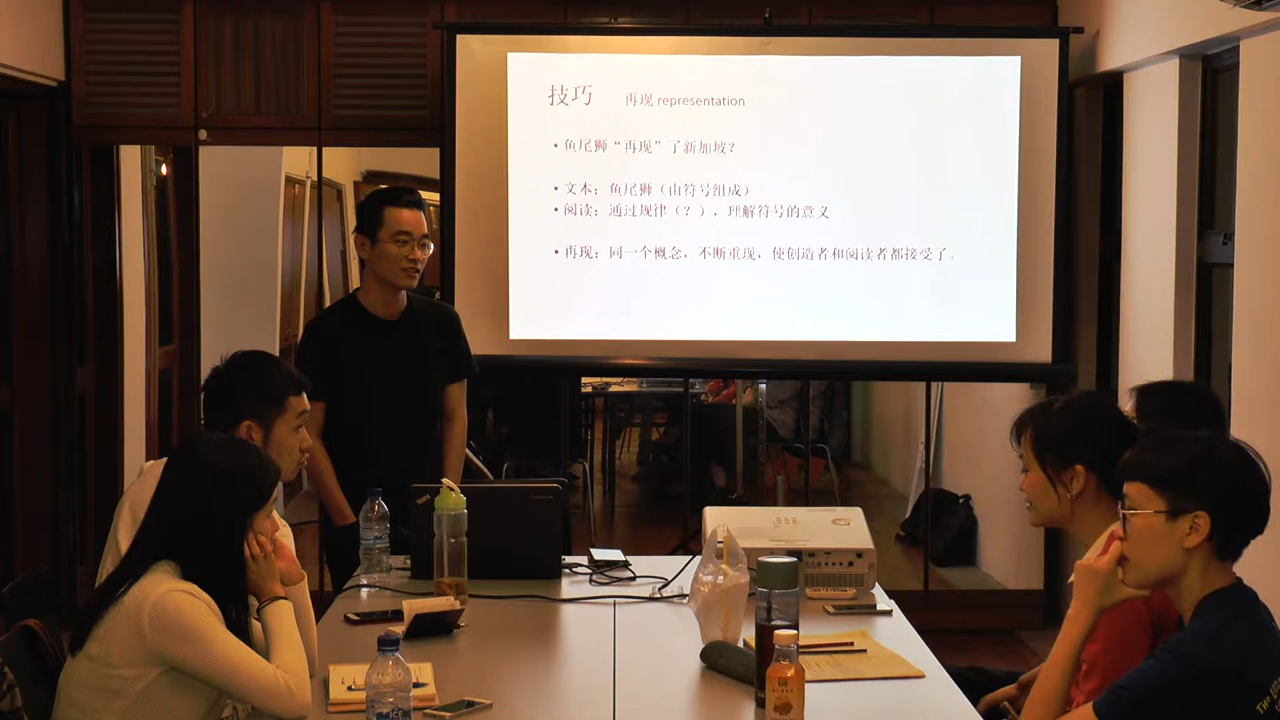 技巧 再现 representation
• 鱼尾狮“再现”了新加坡？
• 文本：鱼尾狮（由符号组成）
• 阅读：通过规律（？），理解符号的意义
• 再现：同一个概念，不断重现，使创造者和阅读者都接受了。
ICE